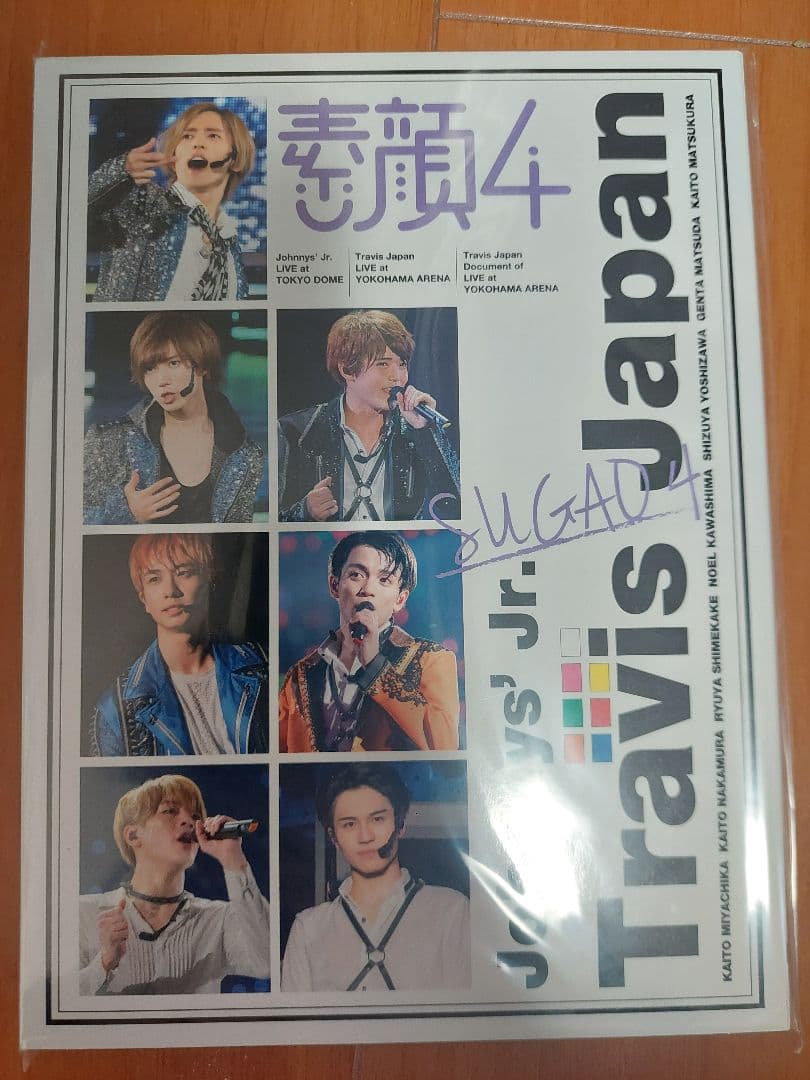 素顔4
Johnnys' Jr.
LIVE at
TOKYO DOME
Travis Japan
LIVE at
YOKOHAMA ARENA
Travis Japan
Document of
LIVE at
YOKOHAMA ARENA
SUGAO4
ys' Jr.
Travis Japan
KAITO MIYACHIKA KAITO NAKAMURA RYUYA SHIMEKAKE NOEL KAWASHIMA SHIZUYA YOSHIZAWA GENTA MATSUDA KAITO MATSUKURA